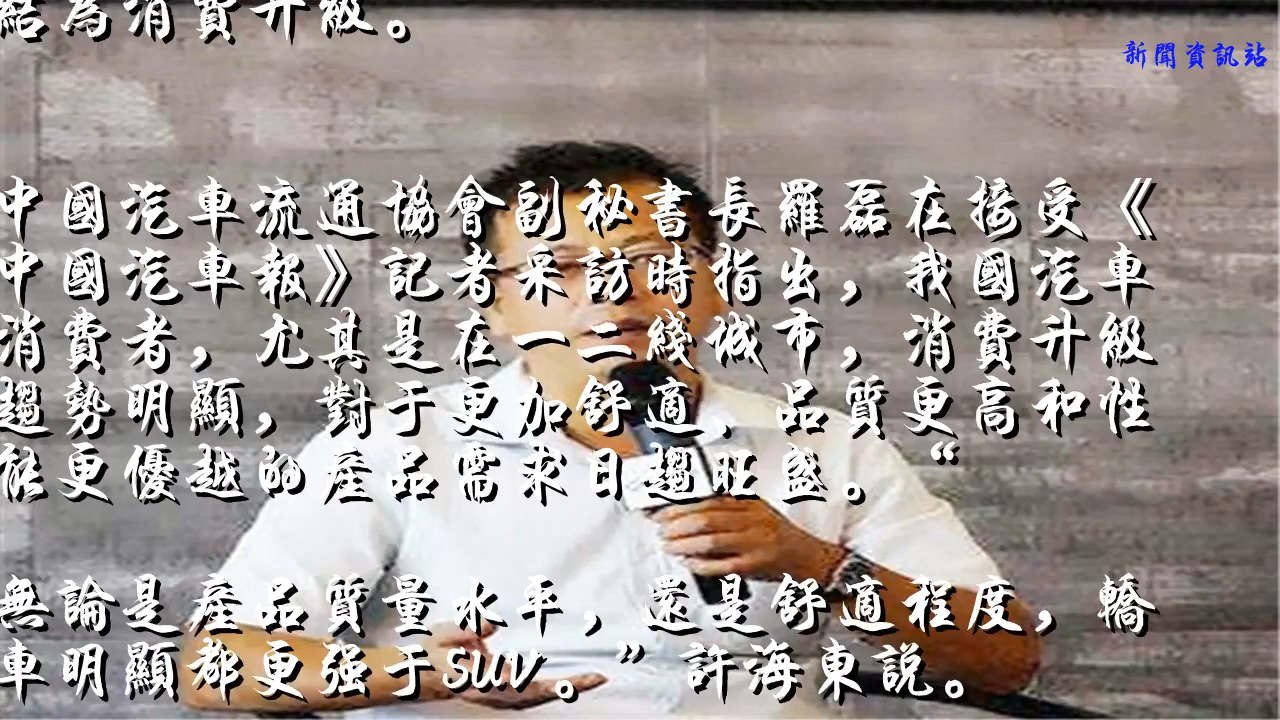 結為消費升級。
新聞資訊站
中國汽車流通協會副秘書長羅磊在接受《
中國汽車報》記者采訪時指出，我國汽車
消費者，尤其是在一二綫城市，消費升級
趨勢明顯，對于更加舒適、品質更高和性
能更優越的産品需求日趨旺盛。“
無論是産品質量水平，還是舒適程度，轎
車明顯都更强于SUV。”許海東說。